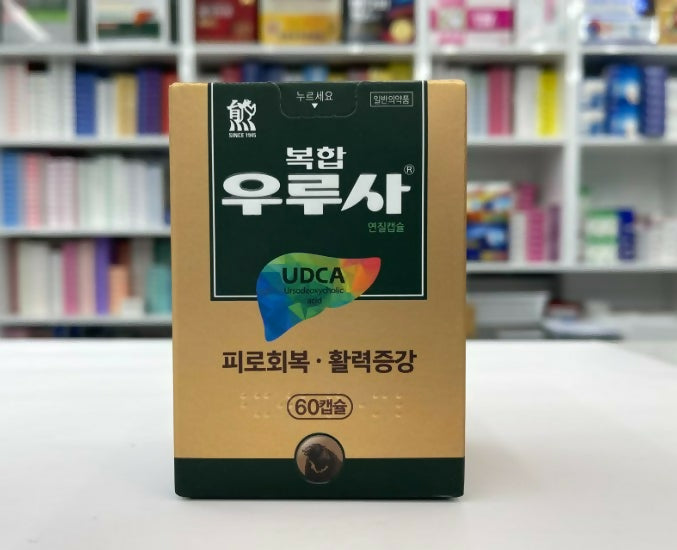 누르세요
일반의약품
SINCE 1915
복합
우루사®
연질캡슐
UDCA
Ursodeoxycholic
acid
피로회복 · 활력증강
60캡슐